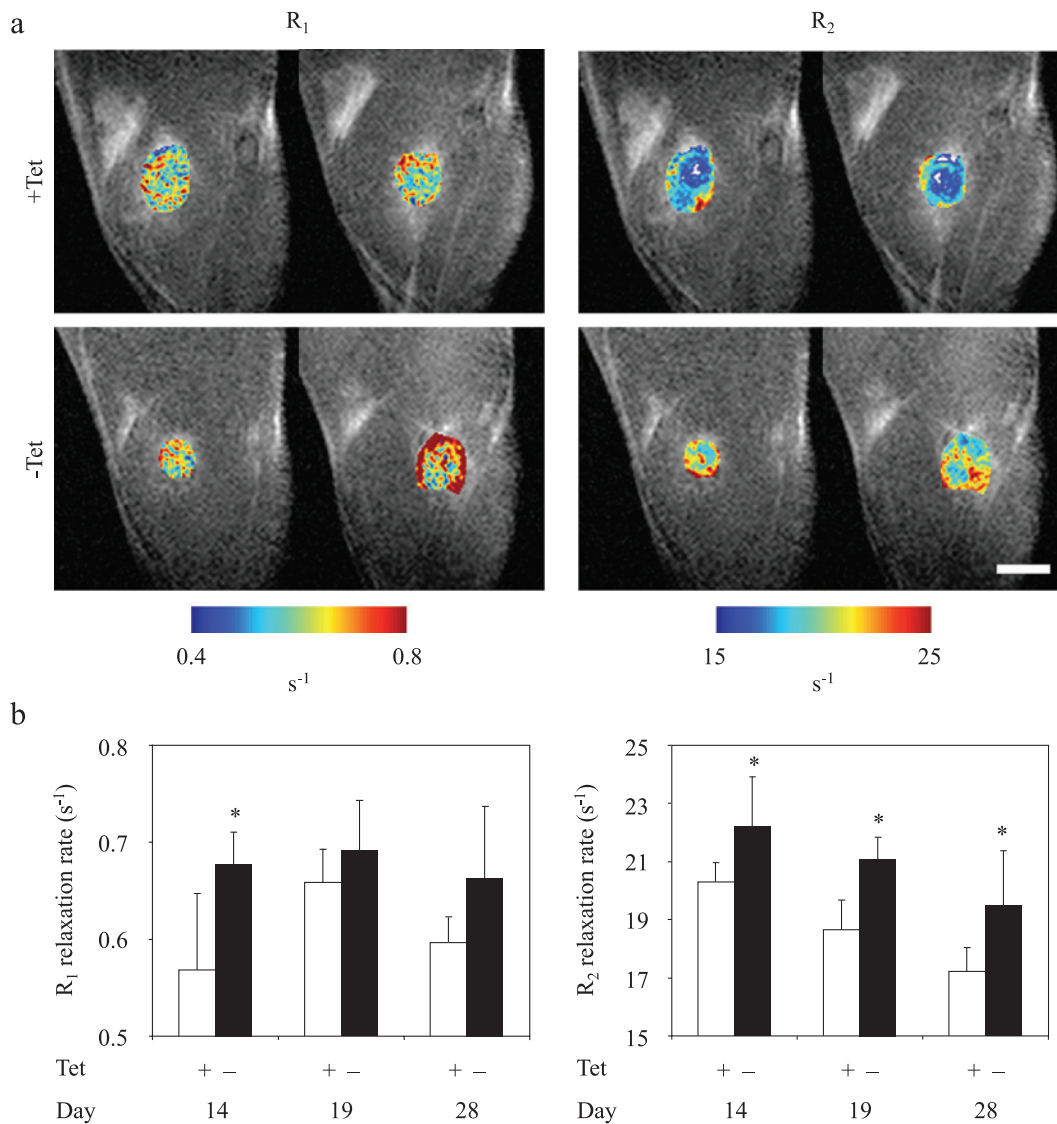 a
R₁ R₂
+Tet
-Tet
0.4 0.8 15 25
s⁻¹ s⁻¹
b
R₁ relaxation rate (s⁻¹)
0.8
0.7
0.6
0.5
*
Tet + – + – + –
Day 14 19 28
R₂ relaxation rate (s⁻¹)
25
23
21
19
17
15
* * *
+ – + – + –
14 19 28